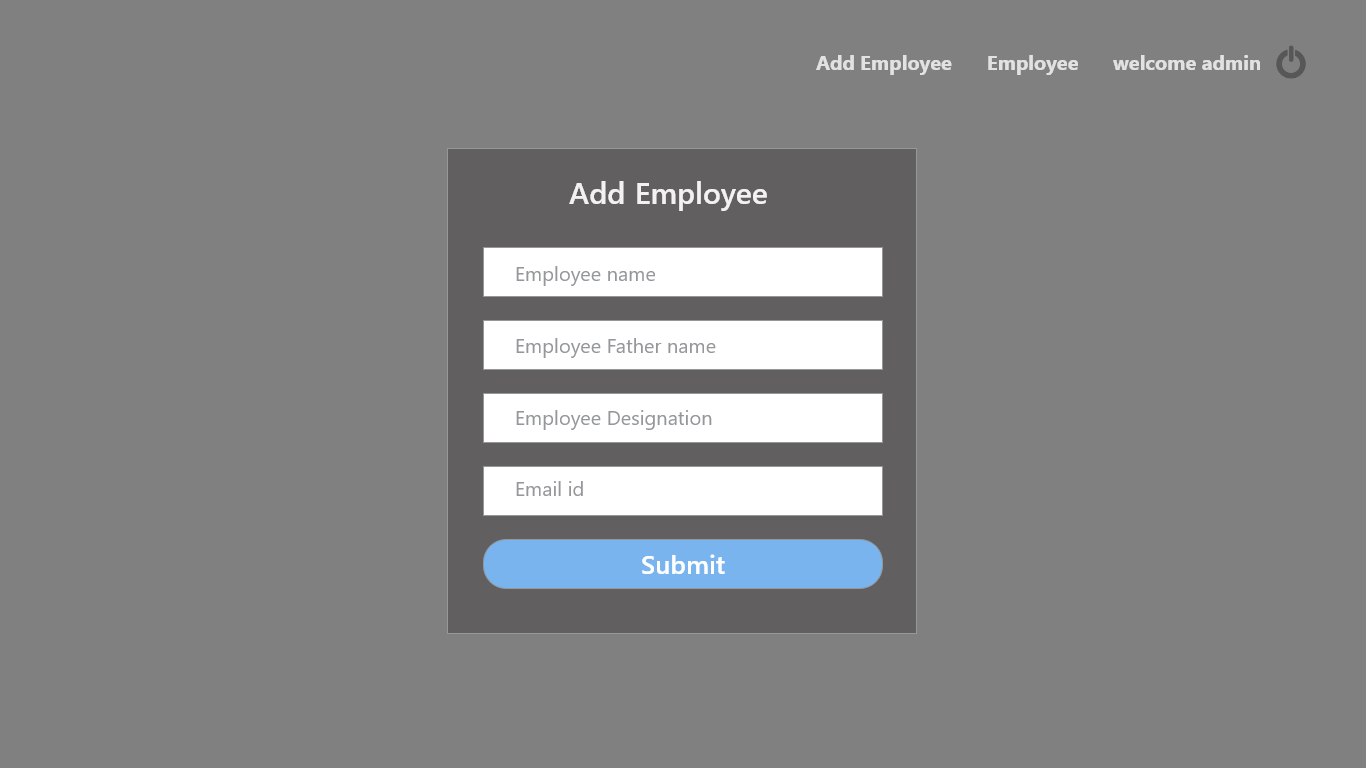 Add Employee Employee welcome admin
Add Employee
Employee name
Employee Father name
Employee Designation
Email id
Submit